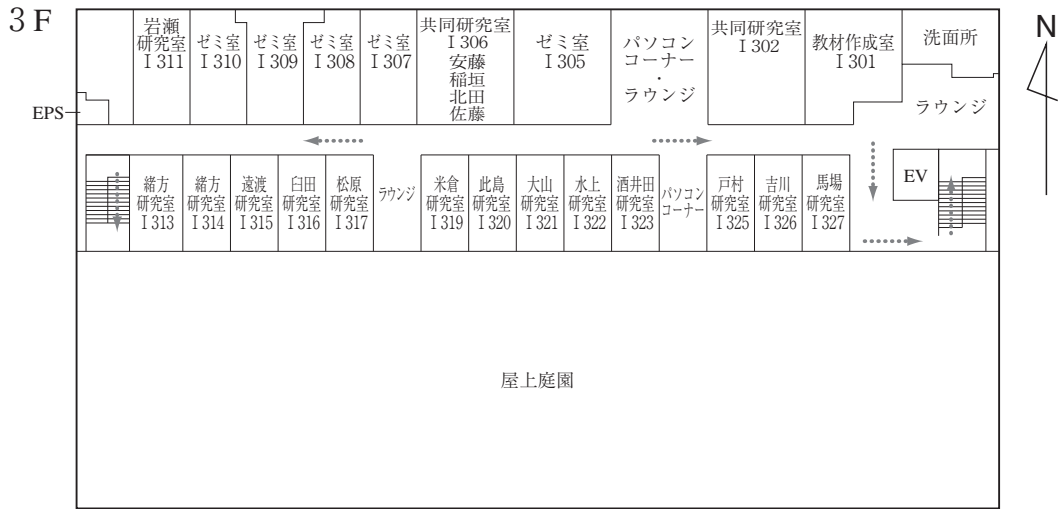 3F
N
岩瀬
研究室
I 311
ゼミ室
I 310
ゼミ室
I 309
ゼミ室
I 308
ゼミ室
I 307
共同研究室
I 306
安藤
稲垣
北田
佐藤
ゼミ室
I 305
パソコン
コーナー
・
ラウンジ
共同研究室
I 302
教材作成室
I 301
洗面所
ラウンジ
EPS
緒方
研究室
I 313
緒方
研究室
I 314
遠渡
研究室
I 315
臼田
研究室
I 316
松原
研究室
I 317
ラウンジ
米倉
研究室
I 319
此島
研究室
I 320
大山
研究室
I 321
水上
研究室
I 322
酒井田
研究室
I 323
パソコン
コーナー
戸村
研究室
I 325
吉川
研究室
I 326
馬場
研究室
I 327
EV
屋上庭園